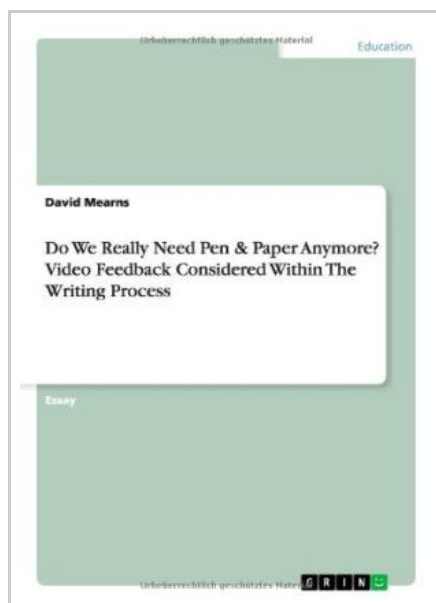 Urheberrechtlich geschütztes Material
Education
David Mearns
Do We Really Need Pen & Paper Anymore?
Video Feedback Considered Within The
Writing Process
Essay
Urheberrechtlich geschütztes Mater
GRIN